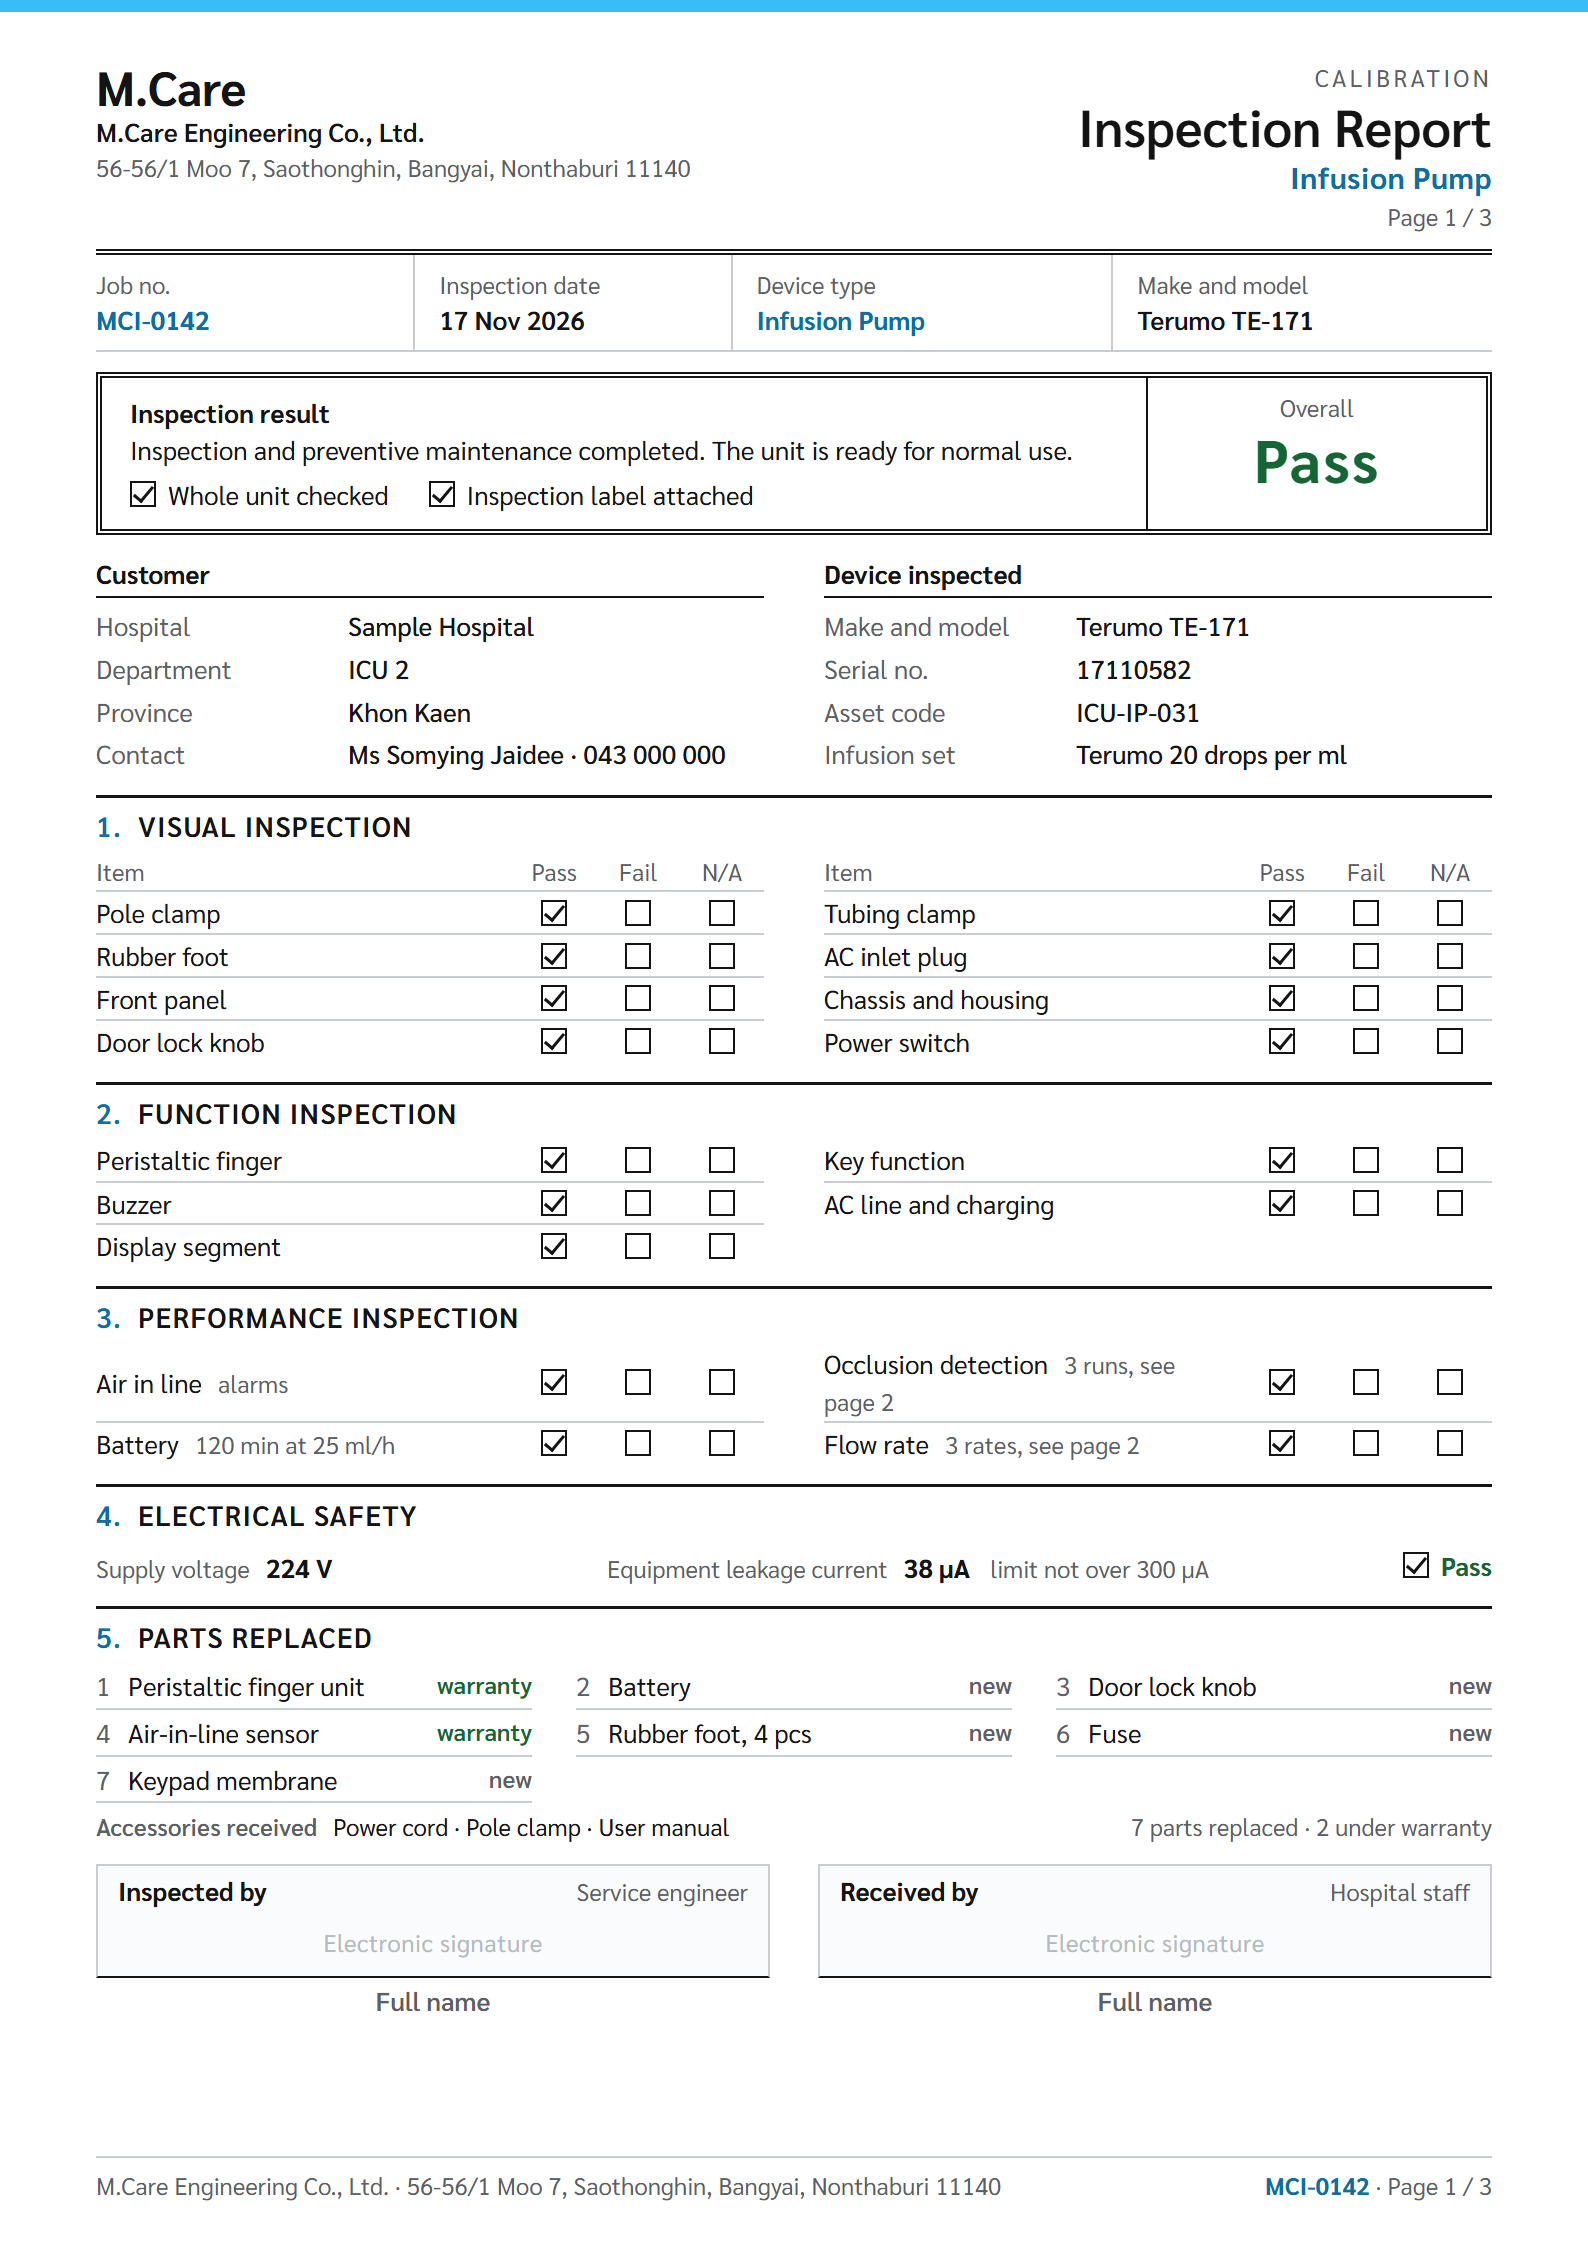 M.Care
M.Care Engineering Co., Ltd.
56-56/1 Moo 7, Saothonghin, Bangyai, Nonthaburi 11140
CALIBRATION
Inspection Report
Infusion Pump
Page 1 / 3
Job no.
MCI-0142
Inspection date
17 Nov 2026
Device type
Infusion Pump
Make and model
Terumo TE-171
Inspection result
Inspection and preventive maintenance completed. The unit is ready for normal use.
Whole unit checked Inspection label attached
Overall
Pass
Customer
Hospital Sample Hospital
Department ICU 2
Province Khon Kaen
Contact Ms Somying Jaidee · 043 000 000
Device inspected
Make and model Terumo TE-171
Serial no. 17110582
Asset code ICU-IP-031
Infusion set Terumo 20 drops per ml
1. VISUAL INSPECTION
Item Pass Fail N/A
Pole clamp
Rubber foot
Front panel
Door lock knob
Item Pass Fail N/A
Tubing clamp
AC inlet plug
Chassis and housing
Power switch
2. FUNCTION INSPECTION
Peristaltic finger
Buzzer
Display segment
Key function
AC line and charging
3. PERFORMANCE INSPECTION
Air in line alarms
Battery 120 min at 25 ml/h
Occlusion detection 3 runs, see
page 2
Flow rate 3 rates, see page 2
4. ELECTRICAL SAFETY
Supply voltage 224 V Equipment leakage current 38 µA limit not over 300 µA Pass
5. PARTS REPLACED
1 Peristaltic finger unit warranty 2 Battery new 3 Door lock knob new
4 Air-in-line sensor warranty 5 Rubber foot, 4 pcs new 6 Fuse new
7 Keypad membrane new
Accessories received Power cord · Pole clamp · User manual 7 parts replaced · 2 under warranty
Inspected by Service engineer
Electronic signature
Full name
Received by Hospital staff
Electronic signature
Full name
M.Care Engineering Co., Ltd. · 56-56/1 Moo 7, Saothonghin, Bangyai, Nonthaburi 11140 MCI-0142 · Page 1 / 3